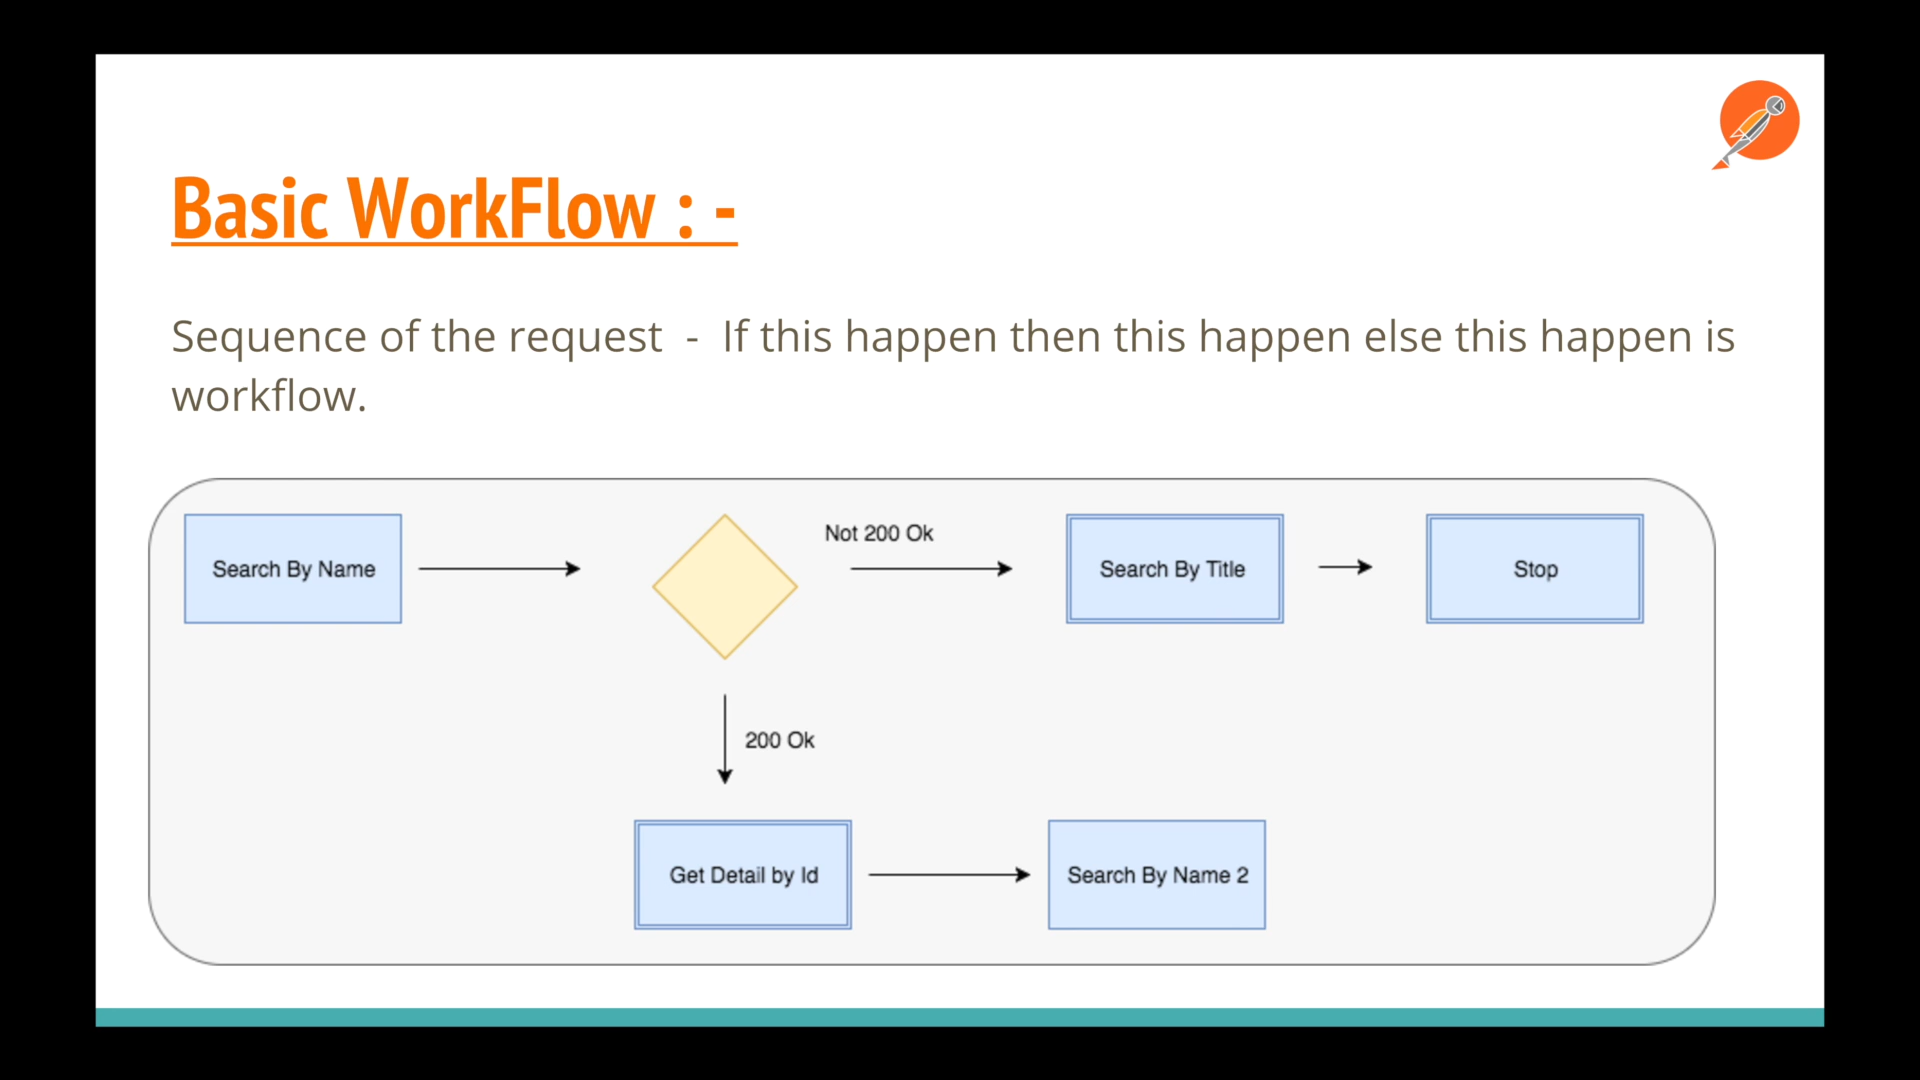 Basic WorkFlow : -
Sequence of the request - If this happen then this happen else this happen is
workflow.
Search By Name
Not 200 Ok
Search By Title
Stop
200 Ok
Get Detail by Id
Search By Name 2